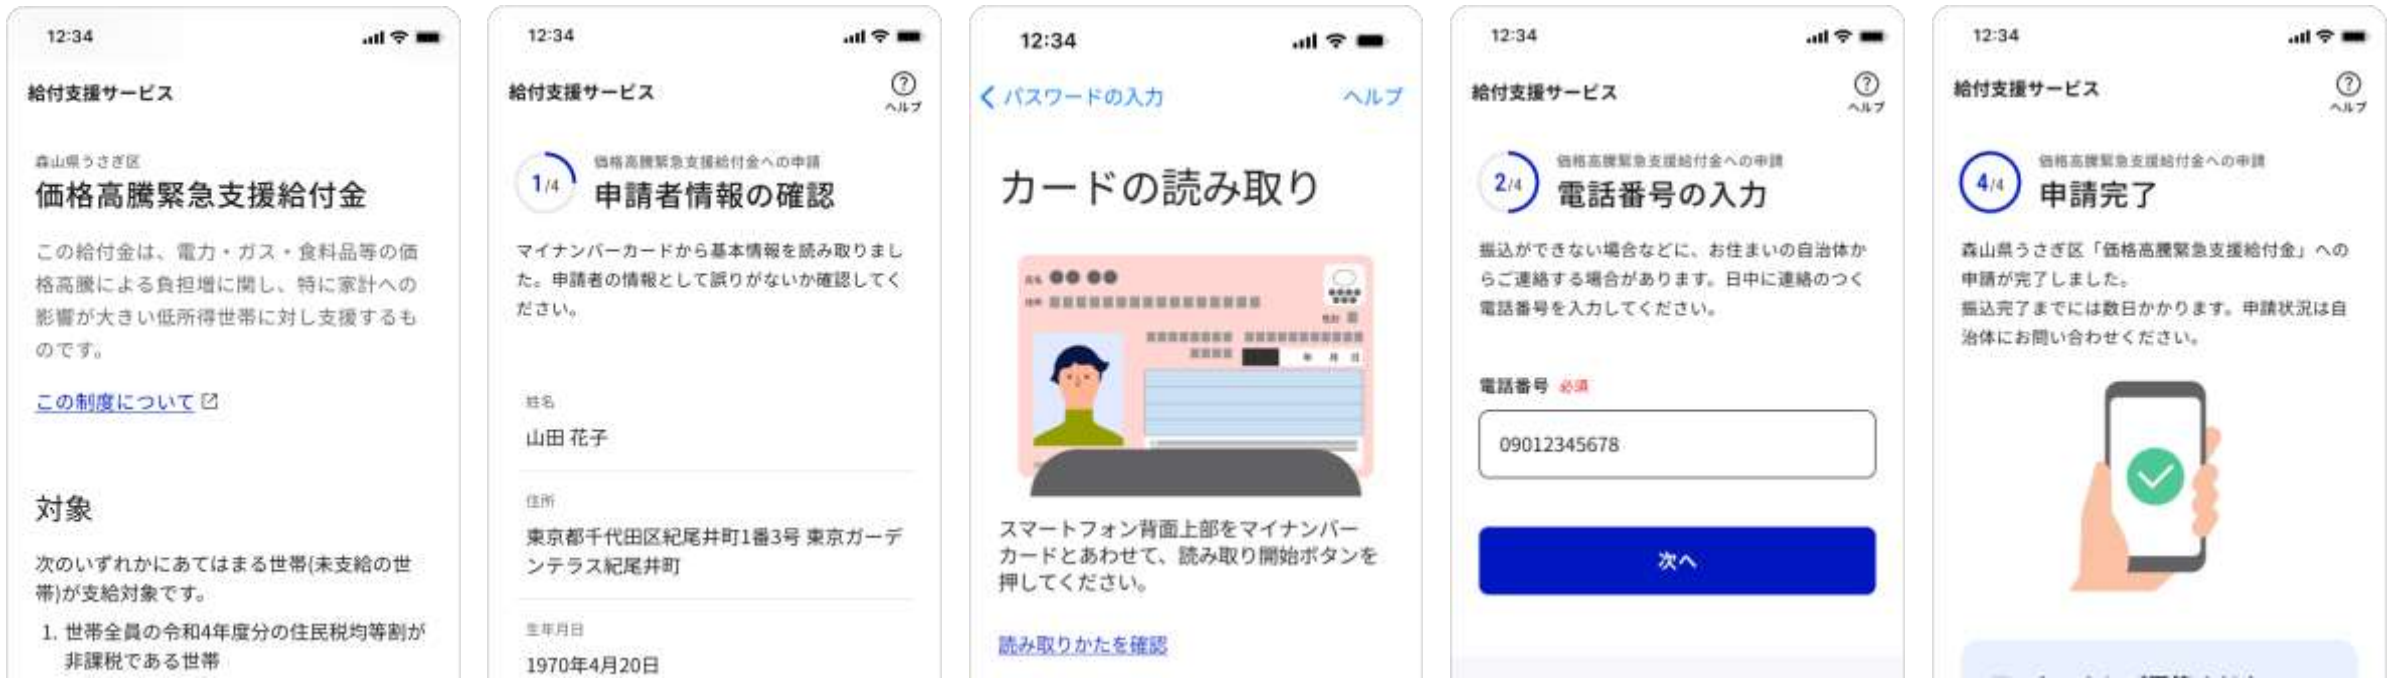 12:34
給付支援サービス
森山県うさぎ区
価格高騰緊急支援給付金
この給付金は、電力・ガス・食料品等の価
格高騰による負担増に関し、特に家計への
影響が大きい低所得世帯に対し支援するも
のです。
この制度について
対象
次のいずれかにあてはまる世帯(未支給の世
帯)が支給対象です。
1. 世帯全員の令和4年度分の住民税均等割が
非課税である世帯
12:34
給付支援サービス
ヘルプ
1/4
価格高騰緊急支援給付金への申請
申請者情報の確認
マイナンバーカードから基本情報を読み取りまし
た。申請者の情報として誤りがないか確認してく
ださい。
姓名
山田 花子
住所
東京都千代田区紀尾井町1番3号 東京ガーデ
ンテラス紀尾井町
生年月日
1970年4月20日
12:34
パスワードの入力
ヘルプ
カードの読み取り
年 月 日
スマートフォン背面上部をマイナンバー
カードとあわせて、読み取り開始ボタンを
押してください。
読み取りかたを確認
12:34
給付支援サービス
ヘルプ
2/4
価格高騰緊急支援給付金への申請
電話番号の入力
振込ができない場合などに、お住まいの自治体か
らご連絡する場合があります。日中に連絡のつく
電話番号を入力してください。
電話番号 必須
09012345678
次へ
12:34
給付支援サービス
ヘルプ
4/4
価格高騰緊急支援給付金への申請
申請完了
森山県うさぎ区「価格高騰緊急支援給付金」への
申請が完了しました。
振込完了までには数日かかります。申請状況は自
治体にお問い合わせください。